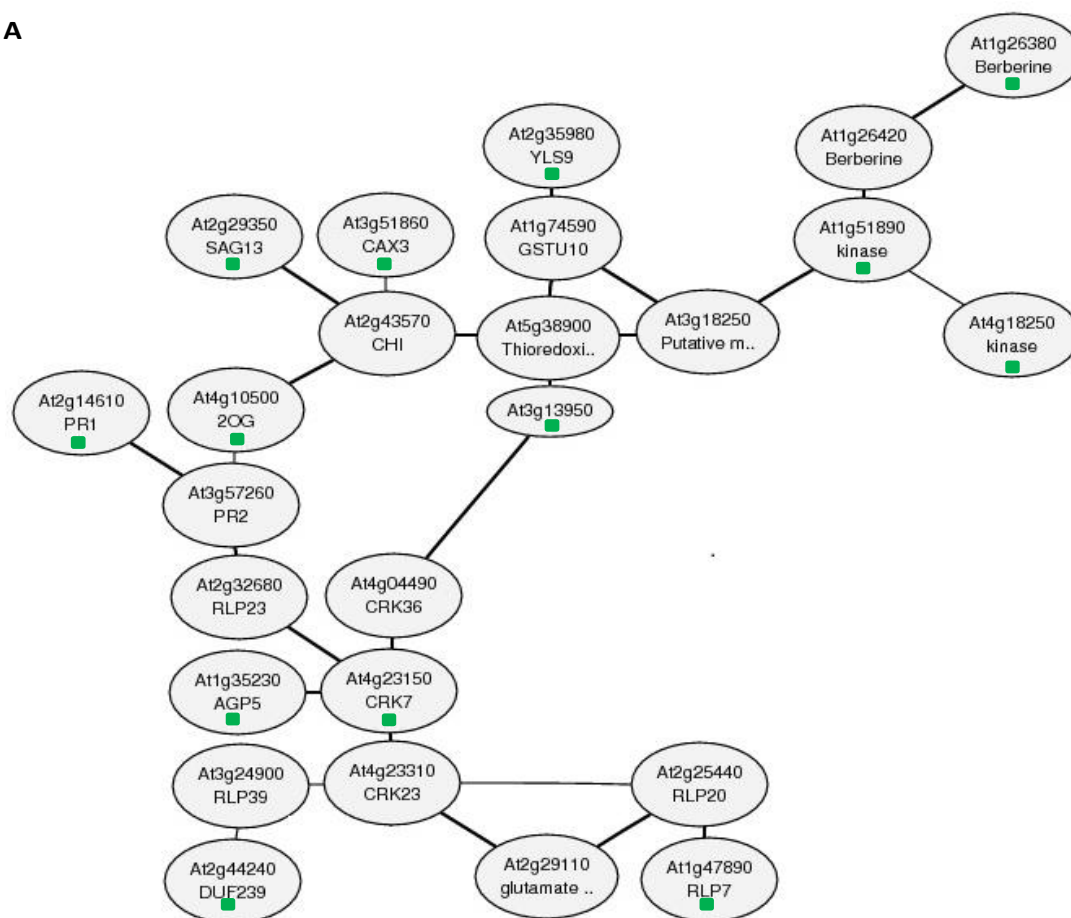 A
At1g26380
Berberine
At2g35980
YLS9
At1g26420
Berberine
At2g29350
SAG13
At3g51860
CAX3
At1g74590
GSTU10
At1g51890
kinase
At2g43570
CHI
At5g38900
Thioredoxi..
At3g18250
Putative m..
At4g18250
kinase
At2g14610
PR1
At4g10500
2OG
At3g13950
At3g57260
PR2
At2g32680
RLP23
At4g04490
CRK36
At1g35230
AGP5
At4g23150
CRK7
At3g24900
RLP39
At4g23310
CRK23
At2g25440
RLP20
At2g44240
DUF239
At2g29110
glutamate ..
At1g47890
RLP7